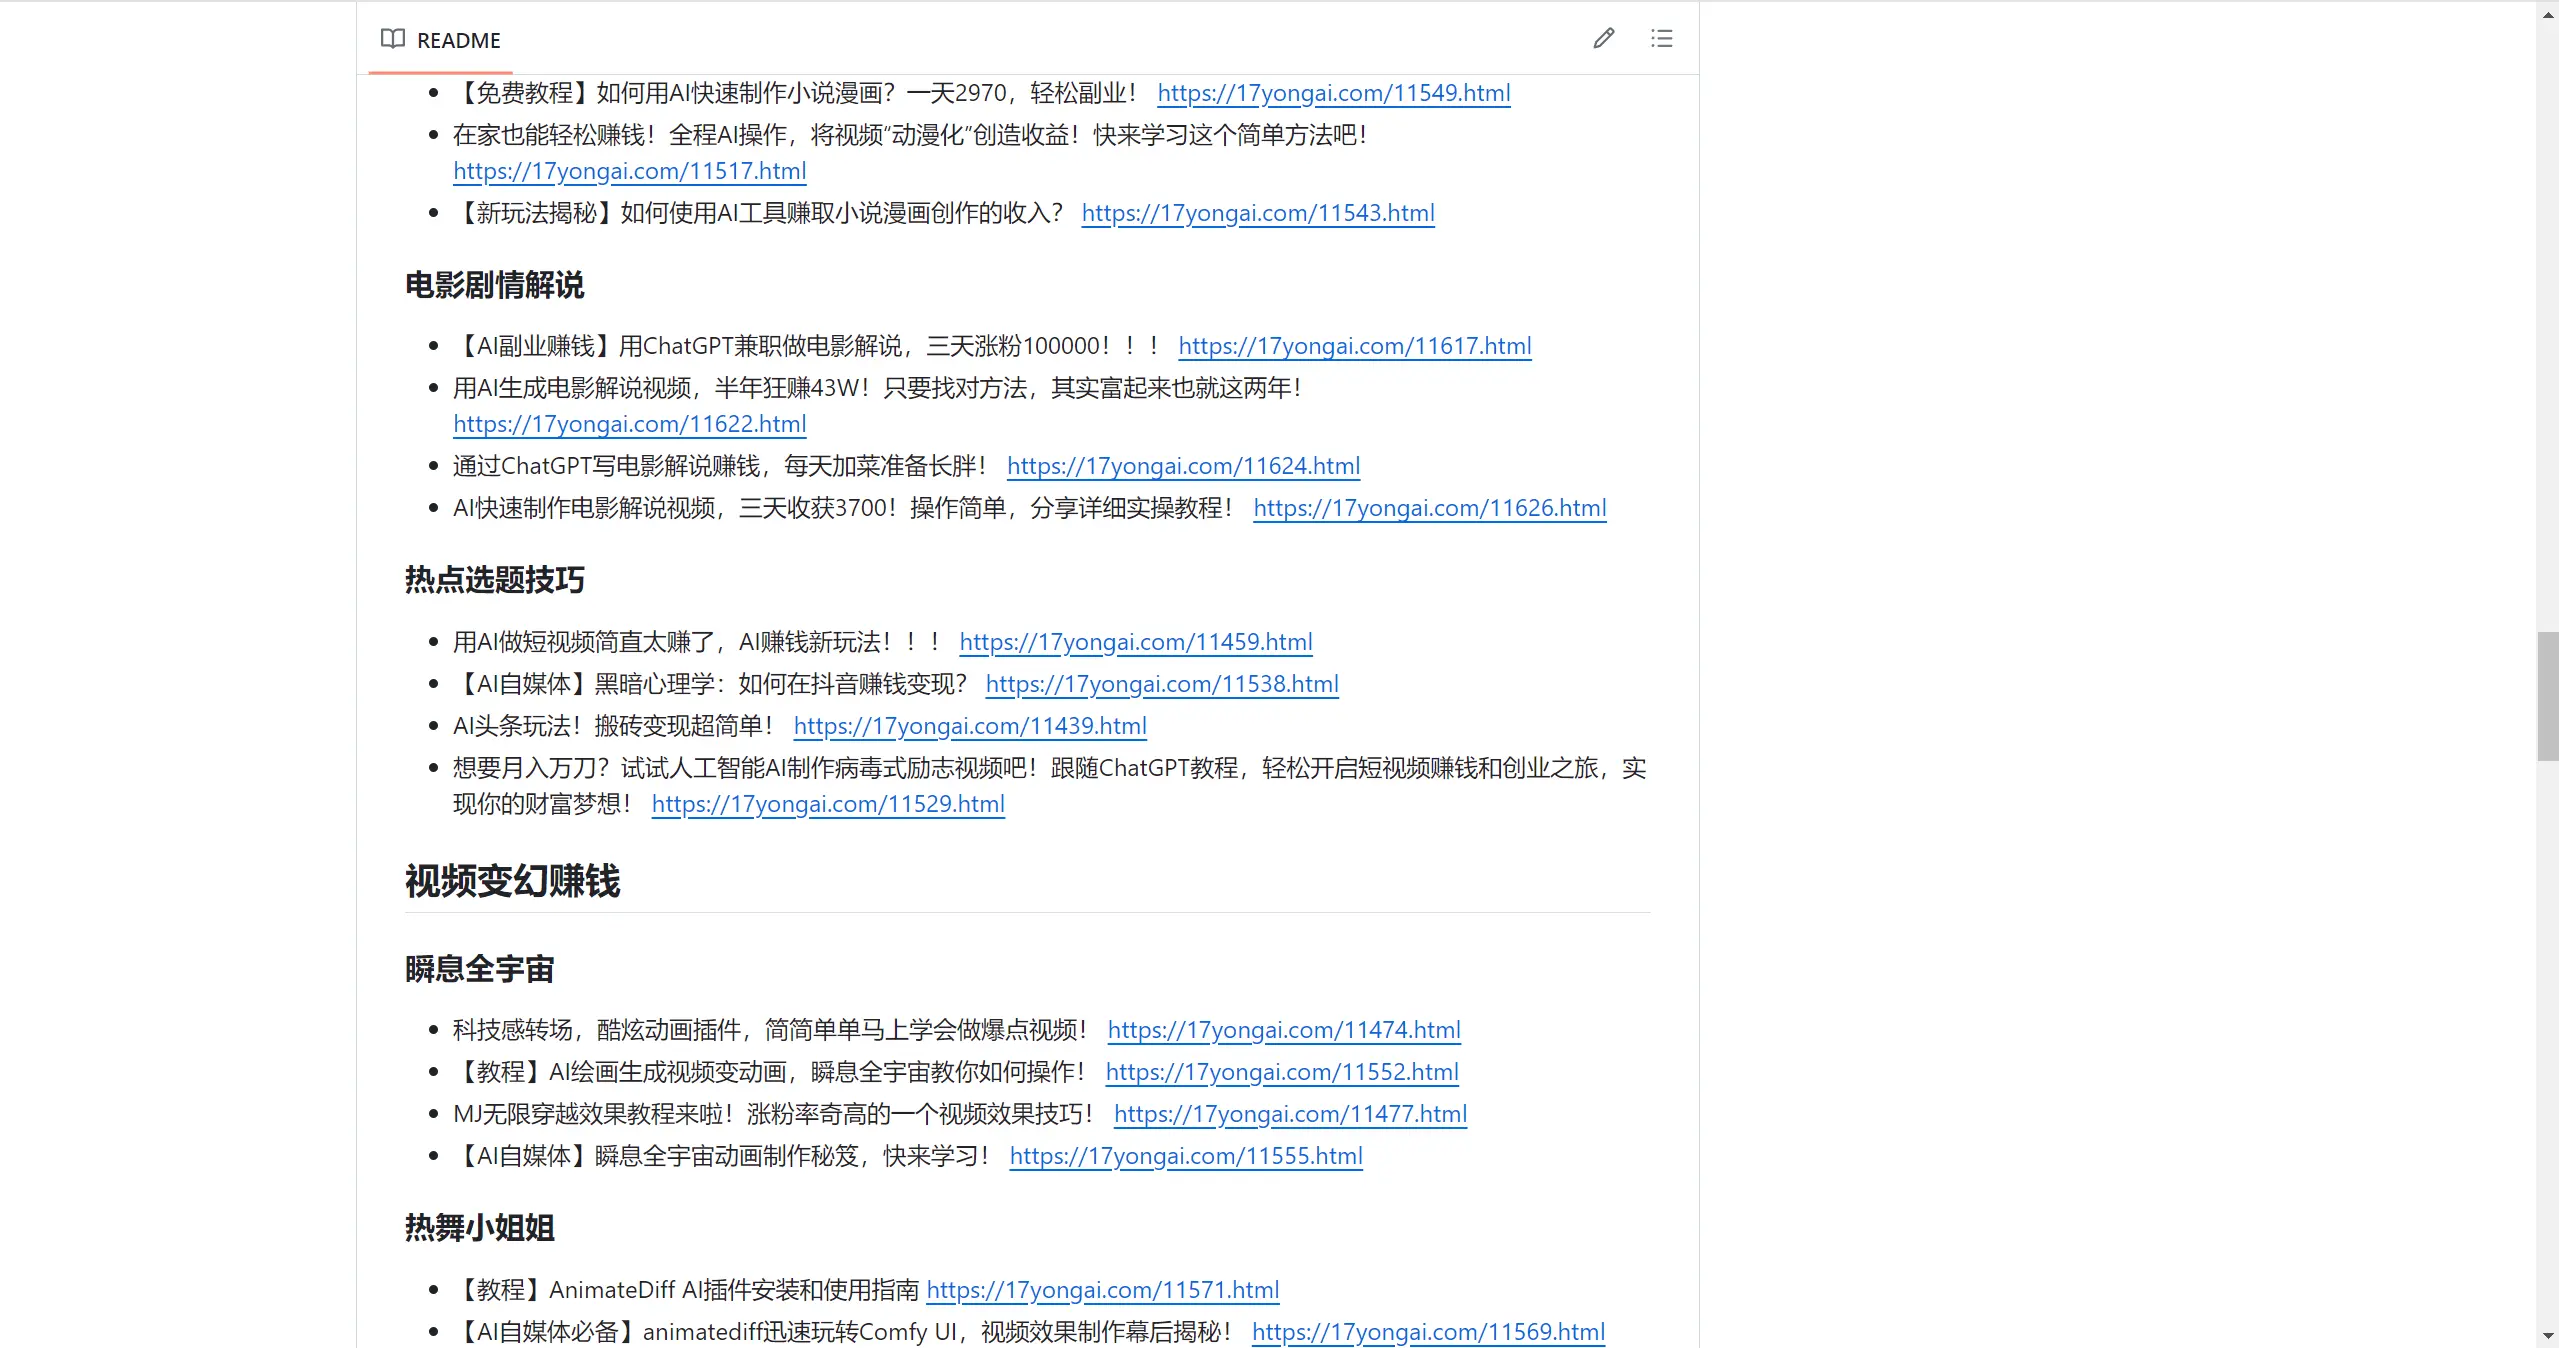 README
【免费教程】如何用AI快速制作小说漫画？一天2970，轻松副业！ https://17yongai.com/11549.html
在家也能轻松赚钱！全程AI操作，将视频“动漫化”创造收益！快来学习这个简单方法吧！
https://17yongai.com/11517.html
【新玩法揭秘】如何使用AI工具赚取小说漫画创作的收入？ https://17yongai.com/11543.html
电影剧情解说
【AI副业赚钱】用ChatGPT兼职做电影解说，三天涨粉100000！！！ https://17yongai.com/11617.html
用AI生成电影解说视频，半年狂赚43W！只要找对方法，其实富起来也就这两年！
https://17yongai.com/11622.html
通过ChatGPT写电影解说赚钱，每天加菜准备长胖！ https://17yongai.com/11624.html
AI快速制作电影解说视频，三天收获3700！操作简单，分享详细实操教程！ https://17yongai.com/11626.html
热点选题技巧
用AI做短视频简直太赚了，AI赚钱新玩法！！！ https://17yongai.com/11459.html
【AI自媒体】黑暗心理学：如何在抖音赚钱变现？ https://17yongai.com/11538.html
AI头条玩法！搬砖变现超简单！ https://17yongai.com/11439.html
想要月入万刀？试试人工智能AI制作病毒式励志视频吧！跟随ChatGPT教程，轻松开启短视频赚钱和创业之旅，实
现你的财富梦想！ https://17yongai.com/11529.html
视频变幻赚钱
瞬息全宇宙
科技感转场，酷炫动画插件，简简单单马上学会做爆点视频！ https://17yongai.com/11474.html
【教程】AI绘画生成视频变动画，瞬息全宇宙教你如何操作！ https://17yongai.com/11552.html
MJ无限穿越效果教程来啦！涨粉率奇高的一个视频效果技巧！ https://17yongai.com/11477.html
【AI自媒体】瞬息全宇宙动画制作秘笈，快来学习！ https://17yongai.com/11555.html
热舞小姐姐
【教程】AnimateDiff AI插件安装和使用指南 https://17yongai.com/11571.html
【AI自媒体必备】animatediff迅速玩转Comfy UI，视频效果制作幕后揭秘！ https://17yongai.com/11569.html